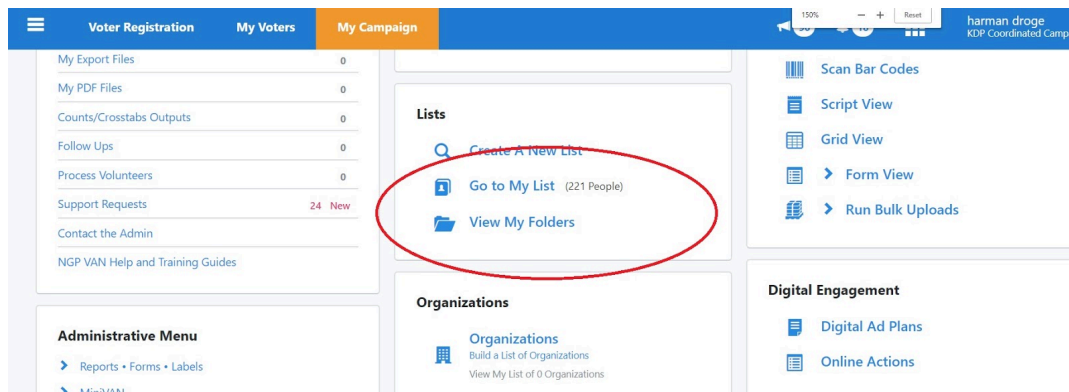 Voter Registration
My Voters
My Campaign
150%
− + Reset
harman droge
KDP Coordinated Camp
My Export Files 0
My PDF Files 0
Counts/Crosstabs Outputs 0
Follow Ups 0
Process Volunteers 0
Support Requests 24 New
Contact the Admin
NGP VAN Help and Training Guides
Administrative Menu
Reports • Forms • Labels
MiniVAN
Lists
Create A New List
Go to My List (221 People)
View My Folders
Organizations
Organizations
Build a List of Organizations
View My List of 0 Organizations
Scan Bar Codes
Script View
Grid View
Form View
Run Bulk Uploads
Digital Engagement
Digital Ad Plans
Online Actions